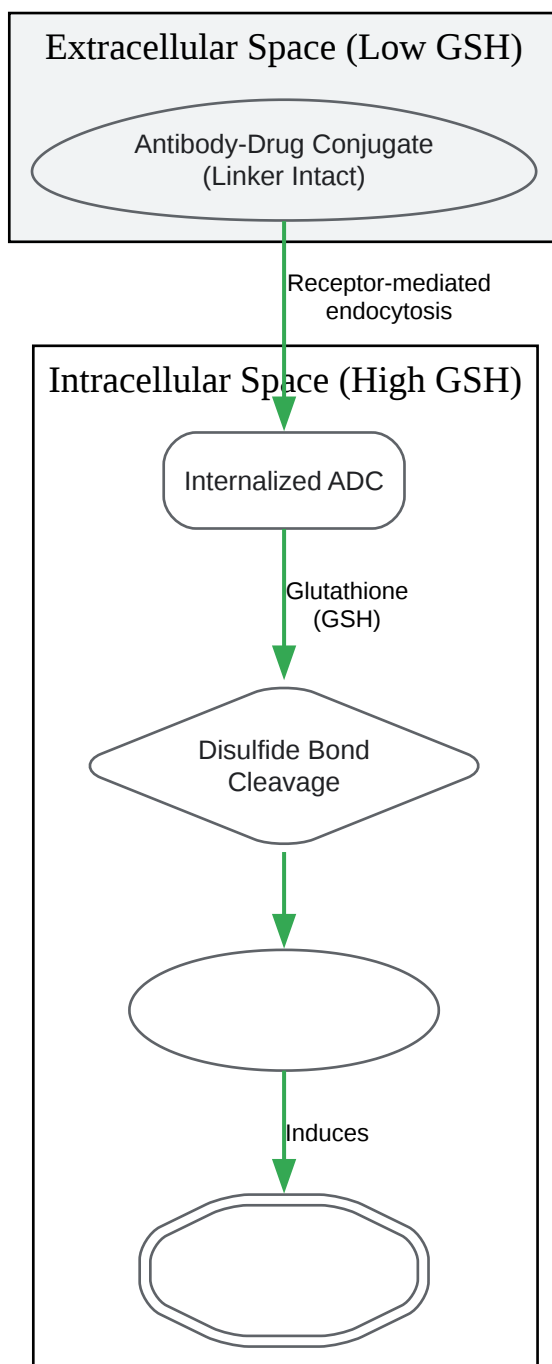 Extracellular Space (Low GSH)
Antibody-Drug Conjugate
(Linker Intact)
Receptor-mediated
endocytosis
Intracellular Space (High GSH)
Internalized ADC
Glutathione
(GSH)
Disulfide Bond
Cleavage
Induces